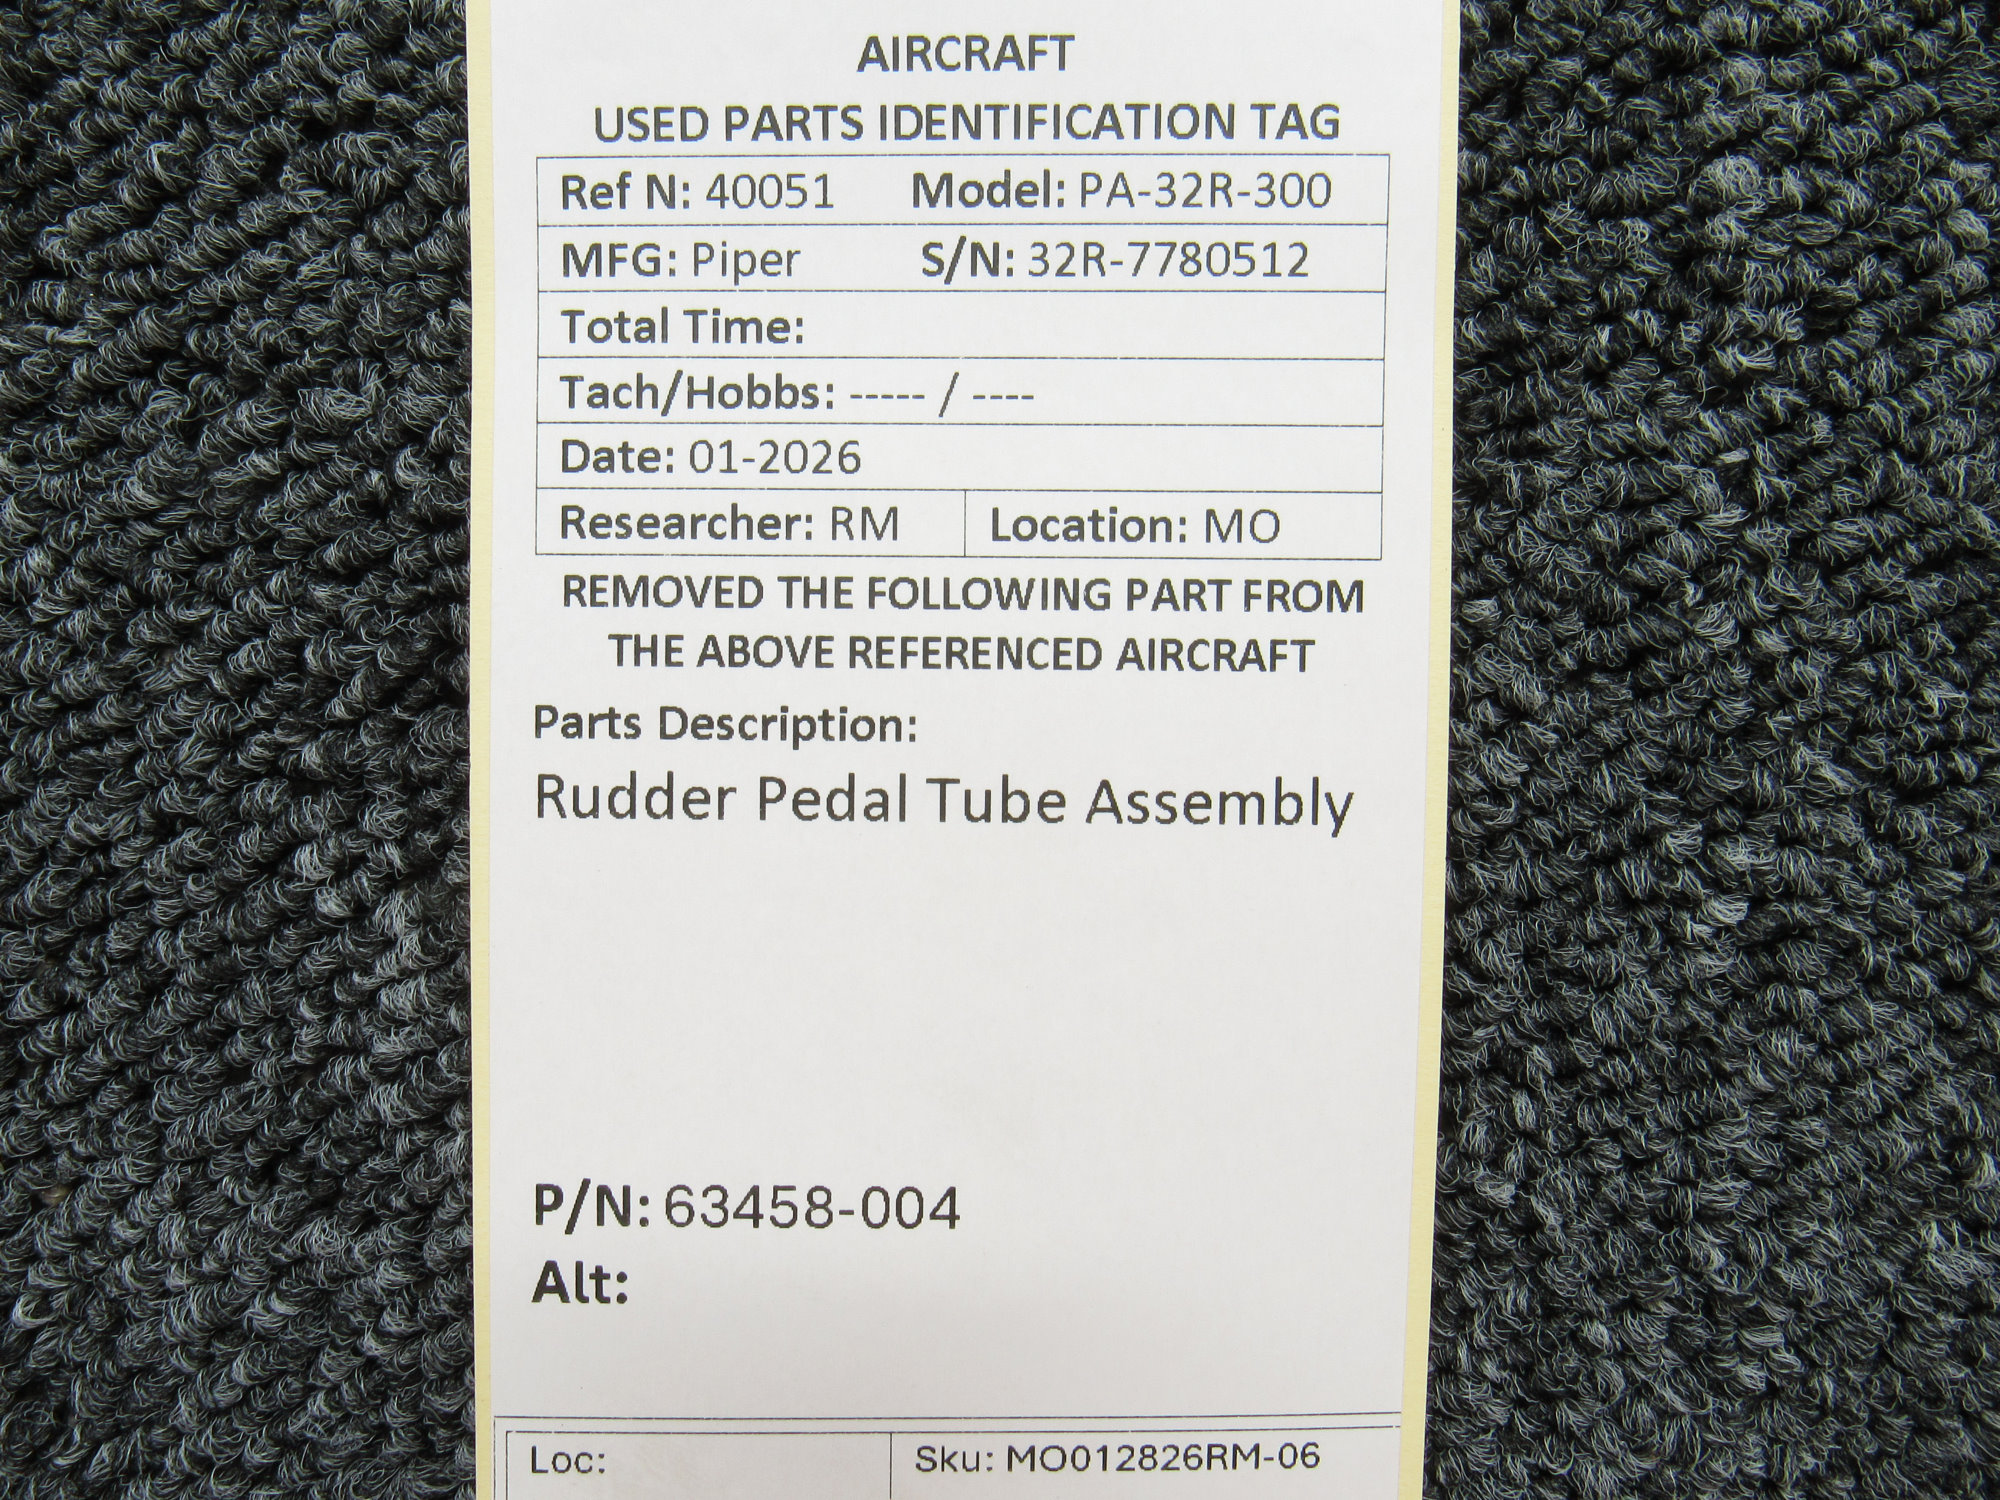 AIRCRAFT
USED PARTS IDENTIFICATION TAG
Ref N: 40051 Model: PA-32R-300
MFG: Piper S/N: 32R-7780512
Total Time:
Tach/Hobbs: ----- / ----
Date: 01-2026
Researcher: RM Location: MO
REMOVED THE FOLLOWING PART FROM
THE ABOVE REFERENCED AIRCRAFT
Parts Description:
Rudder Pedal Tube Assembly
P/N: 63458-004
Alt:
Loc: Sku: MO012826RM-06